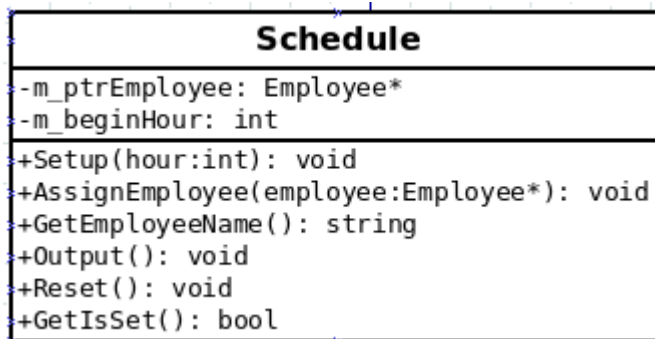 Schedule
-m_ptrEmployee: Employee*
-m_beginHour: int
+Setup(hour:int): void
+AssignEmployee(employee:Employee*): void
+GetEmployeeName(): string
+Output(): void
+Reset(): void
+GetIsSet(): bool